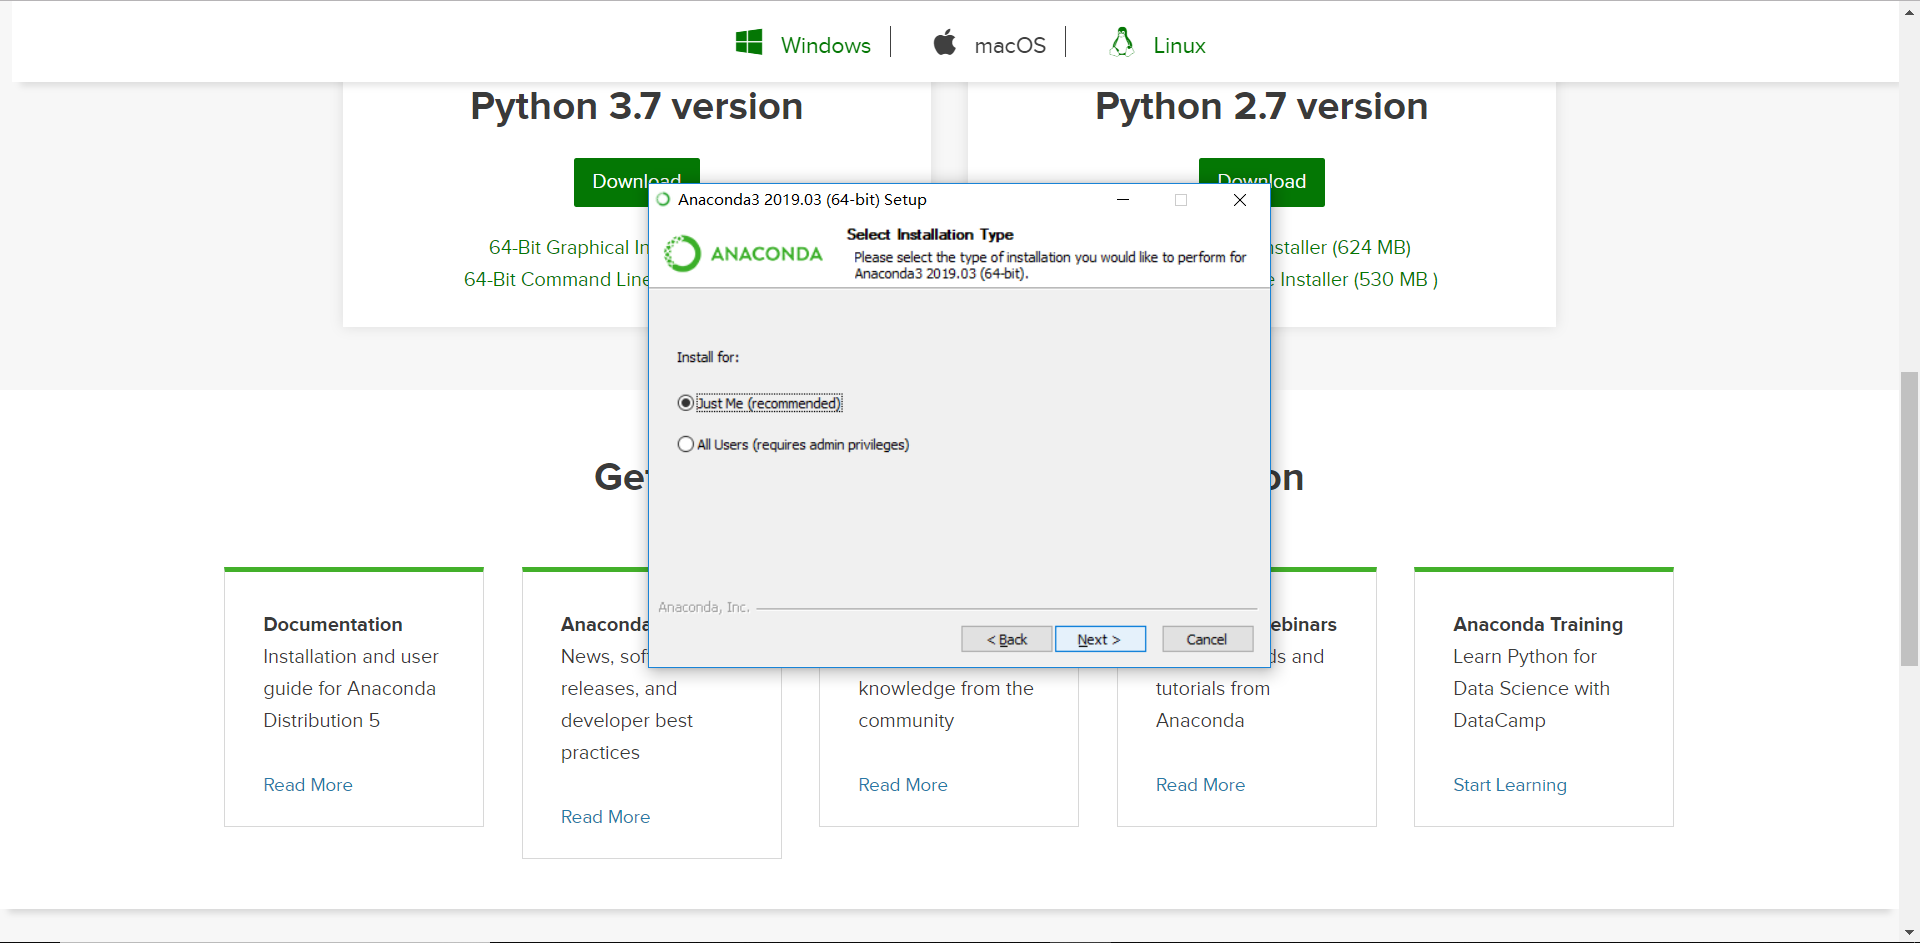 Windows
macOS
Linux
Python 3.7 version
Python 2.7 version
Download
Download
64-Bit Graphical In
staller (624 MB)
64-Bit Command Line
Installer (530 MB )
Anaconda3 2019.03 (64-bit) Setup
ANACONDA
Select Installation Type
Please select the type of installation you would like to perform for
Anaconda3 2019.03 (64-bit).
Install for:
Just Me (recommended)
All Users (requires admin privileges)
Anaconda, Inc.
< Back
Next >
Cancel
Documentation
Installation and user
guide for Anaconda
Distribution 5
Read More
Anaconda
News, sof
releases, and
developer best
practices
Read More
knowledge from the
community
Read More
ebinars
ds and
tutorials from
Anaconda
Read More
Anaconda Training
Learn Python for
Data Science with
DataCamp
Start Learning